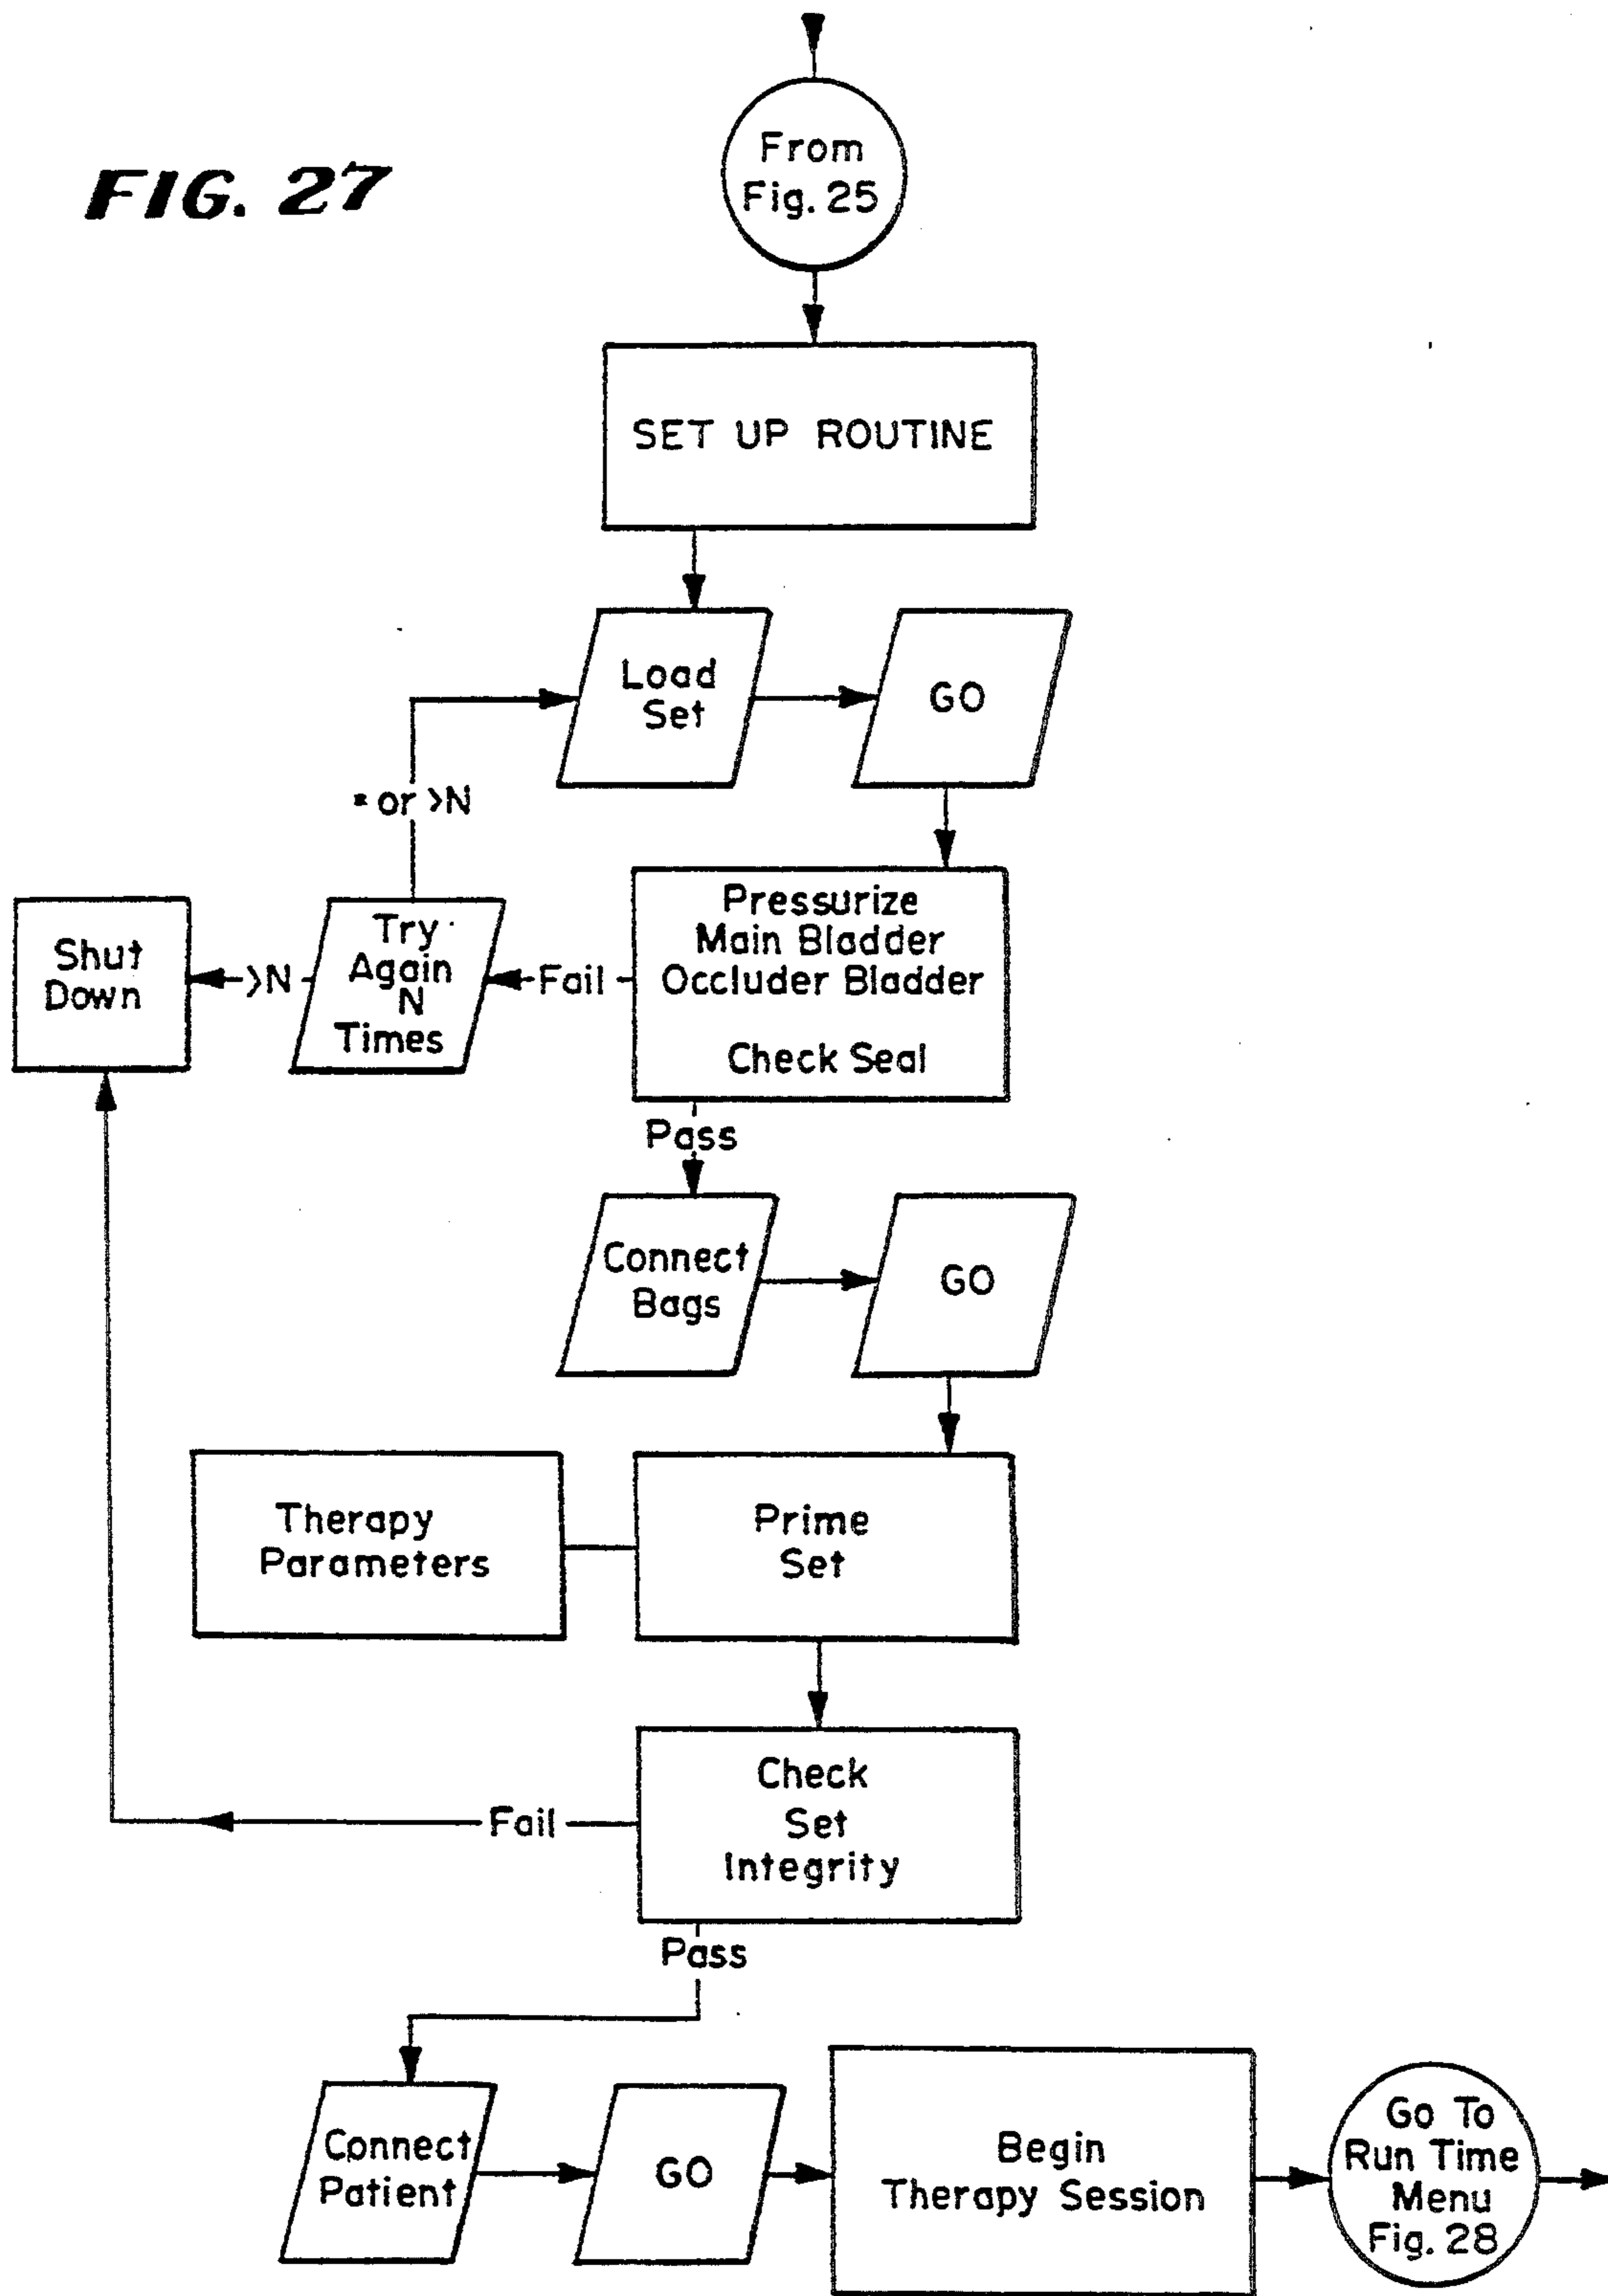 FIG. 27
From
Fig. 25
SET UP ROUTINE
Load
Set
GO
= or >N
Pressurize
Main Bladder
Occluder Bladder
Check Seal
Fail
Try
Again
N
Times
>N
Shut
Down
Pass
Connect
Bags
GO
Therapy
Parameters
Prime
Set
Check
Set
Integrity
Fail
Pass
Connect
Patient
GO
Begin
Therapy Session
Go To
Run Time
Menu
Fig. 28